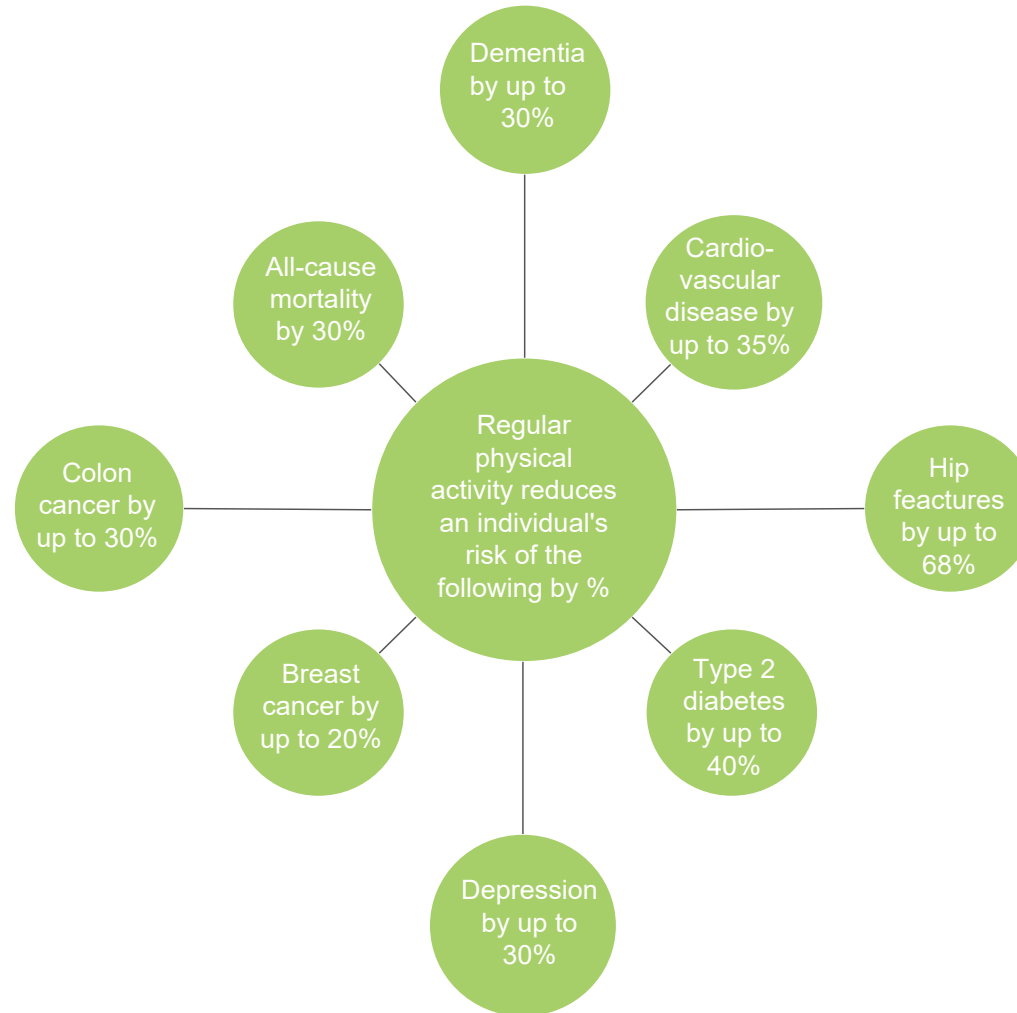 Dementia
by up to
30%
All-cause
mortality
by 30%
Cardio-
vascular
disease by
up to 35%
Regular
physical
activity reduces
an individual's
risk of the
following by %
Colon
cancer by
up to 30%
Hip
feactures
by up to
68%
Breast
cancer by
up to 20%
Type 2
diabetes
by up to
40%
Depression
by up to
30%